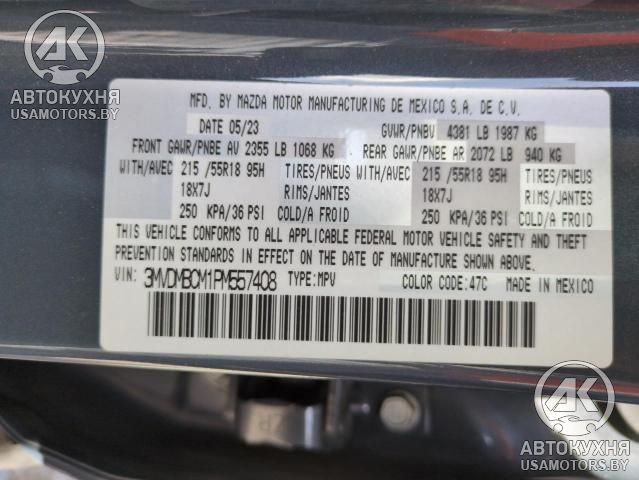 AK
АВТОКУХНЯ
USAMOTORS.BY
MFD. BY MAZDA MOTOR MANUFACTURING DE MEXICO S.A. DE C.V.
DATE 05/23 GVWR/PNBV 4381 LB 1987 KG
FRONT GAWR/PNBE AV 2355 LB 1068 KG REAR GAWR/PNBE AR 2072 LB 940 KG
WITH/AVEC 215 /55R18 95H TIRES/PNEUS WITH/AVEC 215 /55R18 95H TIRES/PNEUS
18X7J RIMS/JANTES 18X7J RIMS/JANTES
250 KPA/36 PSI COLD/A FROID 250 KPA/36 PSI COLD/A FROID
THIS VEHICLE CONFORMS TO ALL APPLICABLE FEDERAL MOTOR VEHICLE SAFETY AND THEFT
PREVENTION STANDARDS IN EFFECT ON THE DATE OF MANUFACTURE SHOWN ABOVE.
VIN: 3MVDMBCM1PM557408 TYPE:MPV COLOR CODE: 47C MADE IN MEXICO
AK
АВТОКУХНЯ
USAMOTORS.BY